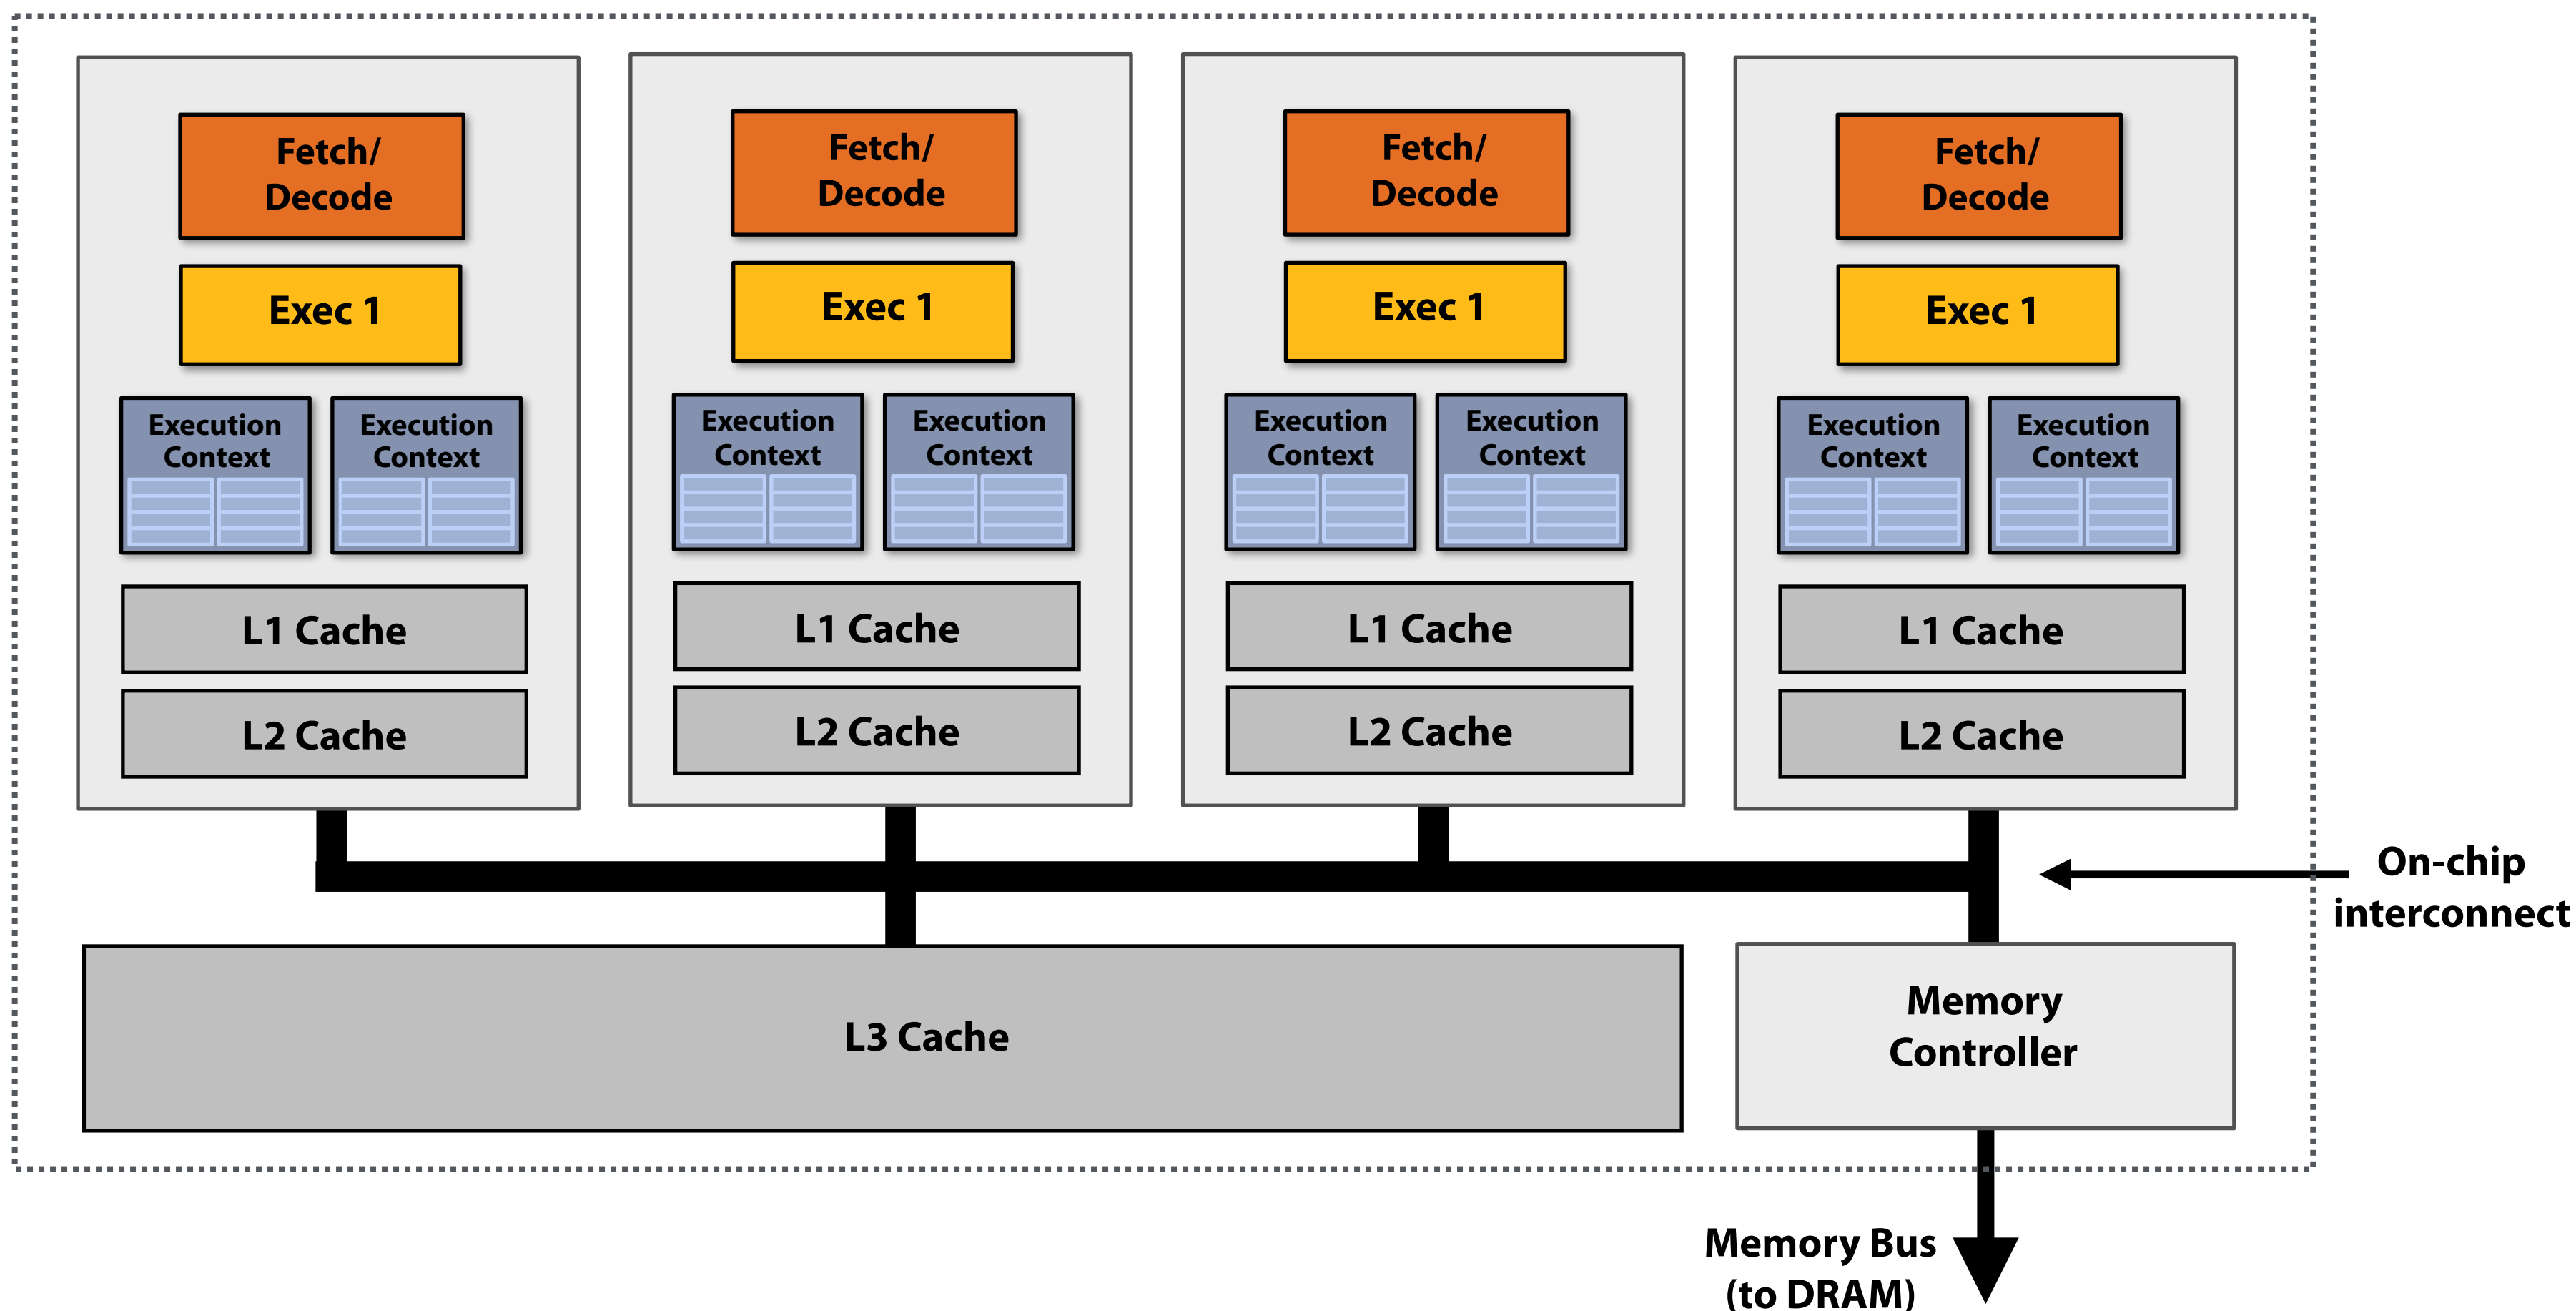 Fetch/
Decode
Fetch/
Decode
Fetch/
Decode
Fetch/
Decode
Exec 1
Exec 1
Exec 1
Exec 1
Execution
Context
Execution
Context
Execution
Context
Execution
Context
Execution
Context
Execution
Context
Execution
Context
Execution
Context
L1 Cache
L1 Cache
L1 Cache
L1 Cache
L2 Cache
L2 Cache
L2 Cache
L2 Cache
On-chip
interconnect
L3 Cache
Memory
Controller
Memory Bus
(to DRAM)